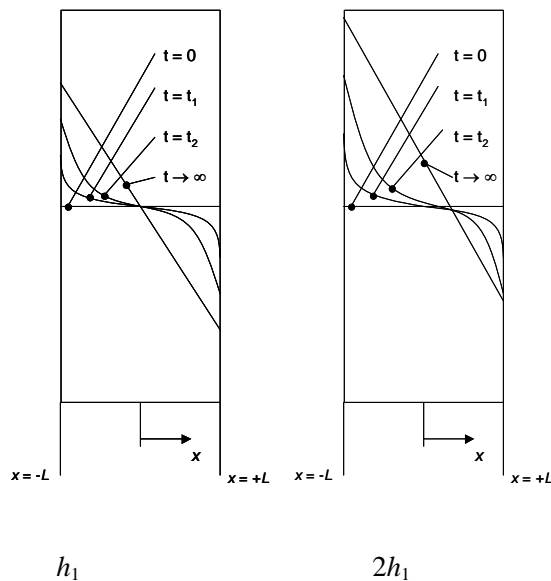 t = 0
t = t₁
t = t₂
t → ∞
x
x = -L
x = +L
h₁
t = 0
t = t₁
t = t₂
t → ∞
x
x = -L
x = +L
2h₁